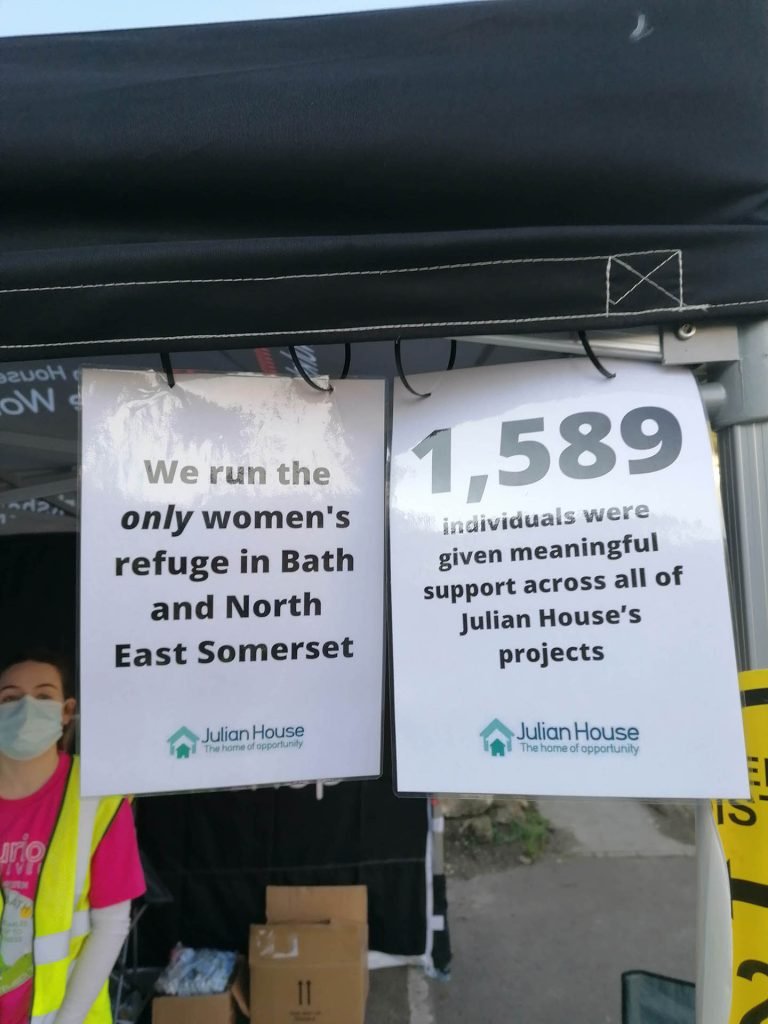 We run the
only women's
refuge in Bath
and North
East Somerset
Julian House
The home of opportunity
1,589
individuals were
given meaningful
support across all of
Julian House's
projects
Julian House
The home of opportunity